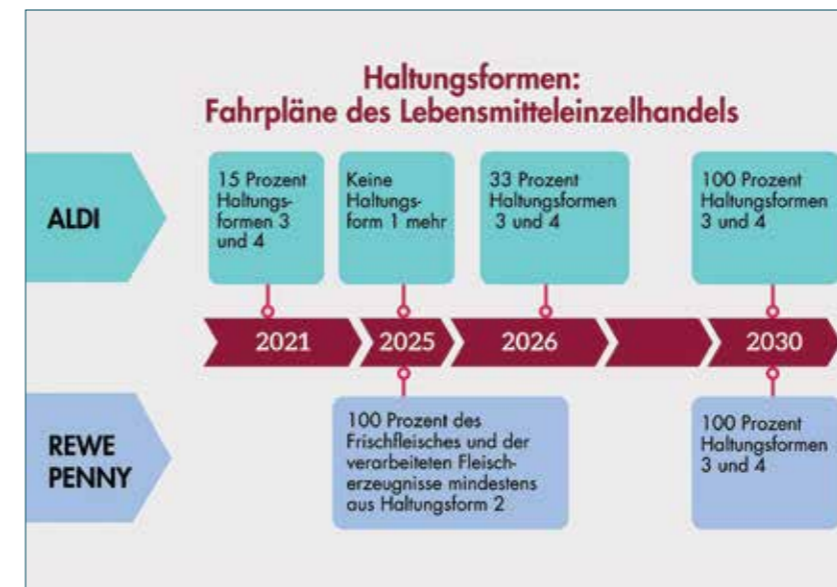 Haltungsformen:
Fahrpläne des Lebensmitteleinzelhandels
ALDI
15 Prozent
Haltungs-
formen 3
und 4
Keine
Haltungs-
form 1 mehr
33 Prozent
Haltungsformen
3 und 4
100 Prozent
Haltungsformen
3 und 4
2021
2025
2026
2030
REWE
PENNY
100 Prozent des
Frischfleisches und der
verarbeiteten Fleisch-
erzeugnisse mindestens
aus Haltungsform 2
100 Prozent
Haltungsformen
3 und 4